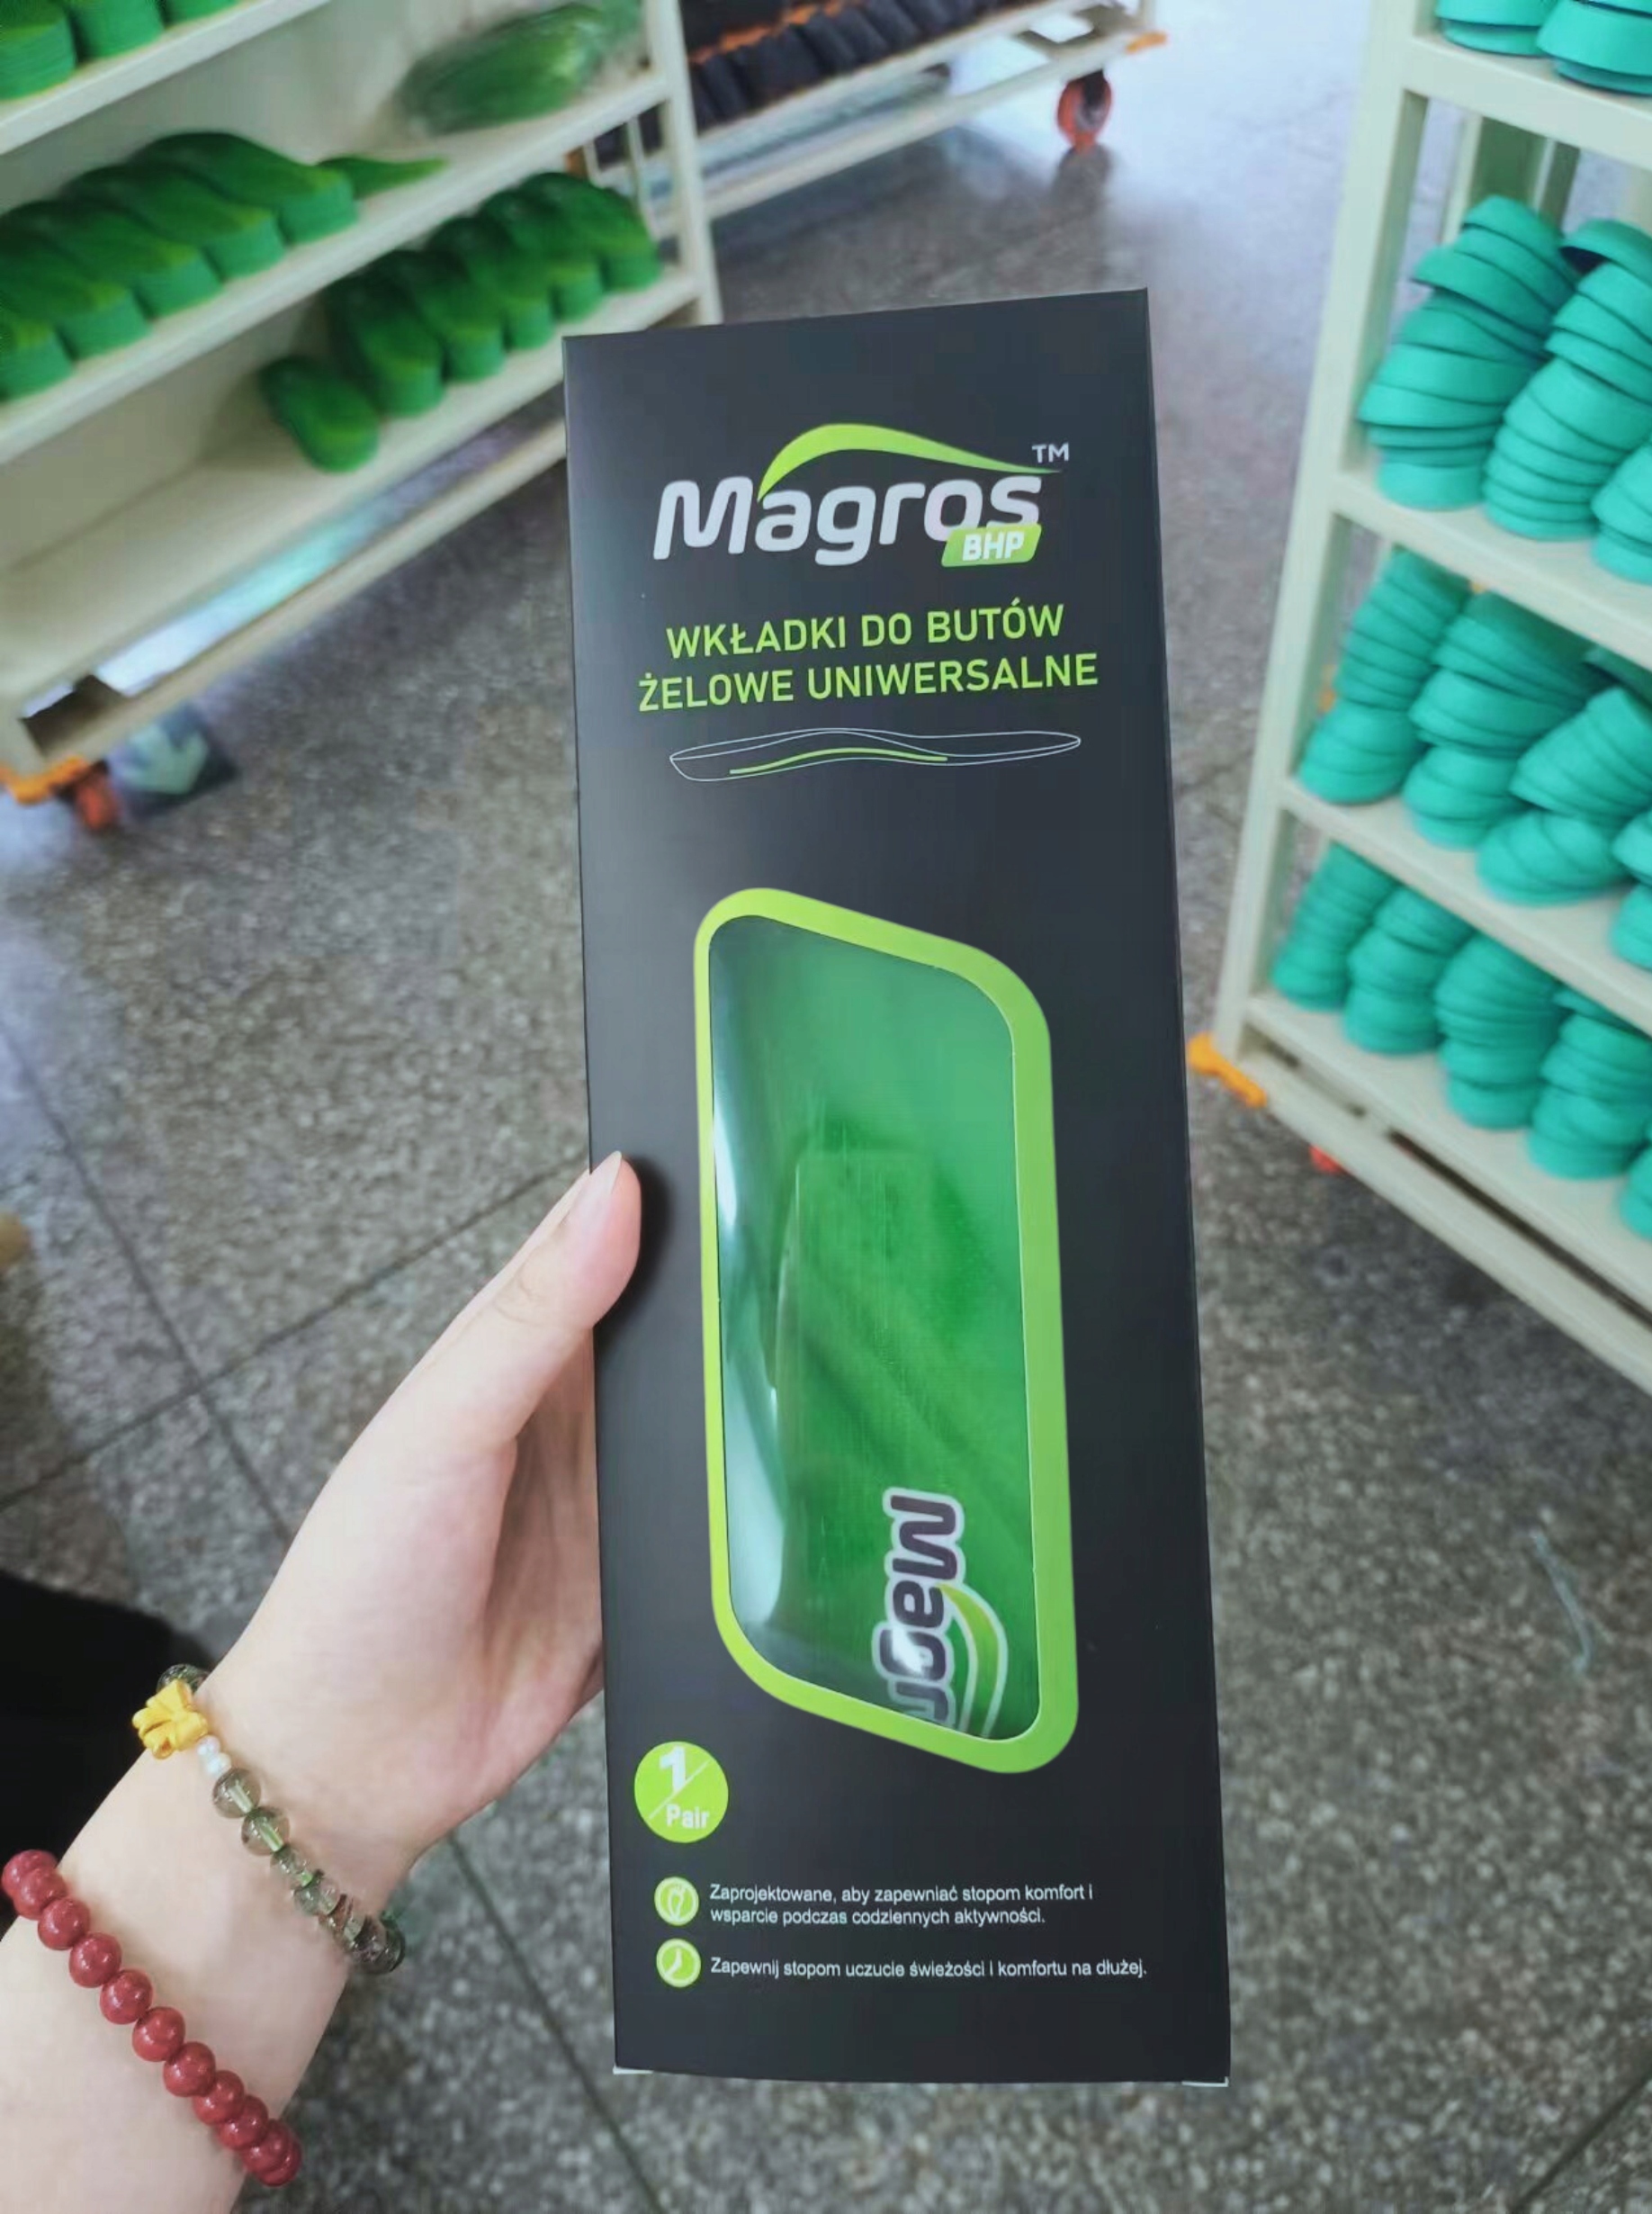 Magros™
BHP
WKŁADKI DO BUTÓW
ŻELOWE UNIWERSALNE
Magr
1
Pair
Zaprojektowane, aby zapewniać stopom komfort i
wsparcie podczas codziennych aktywności.
Zapewnij stopom uczucie świeżości i komfortu na dłużej.